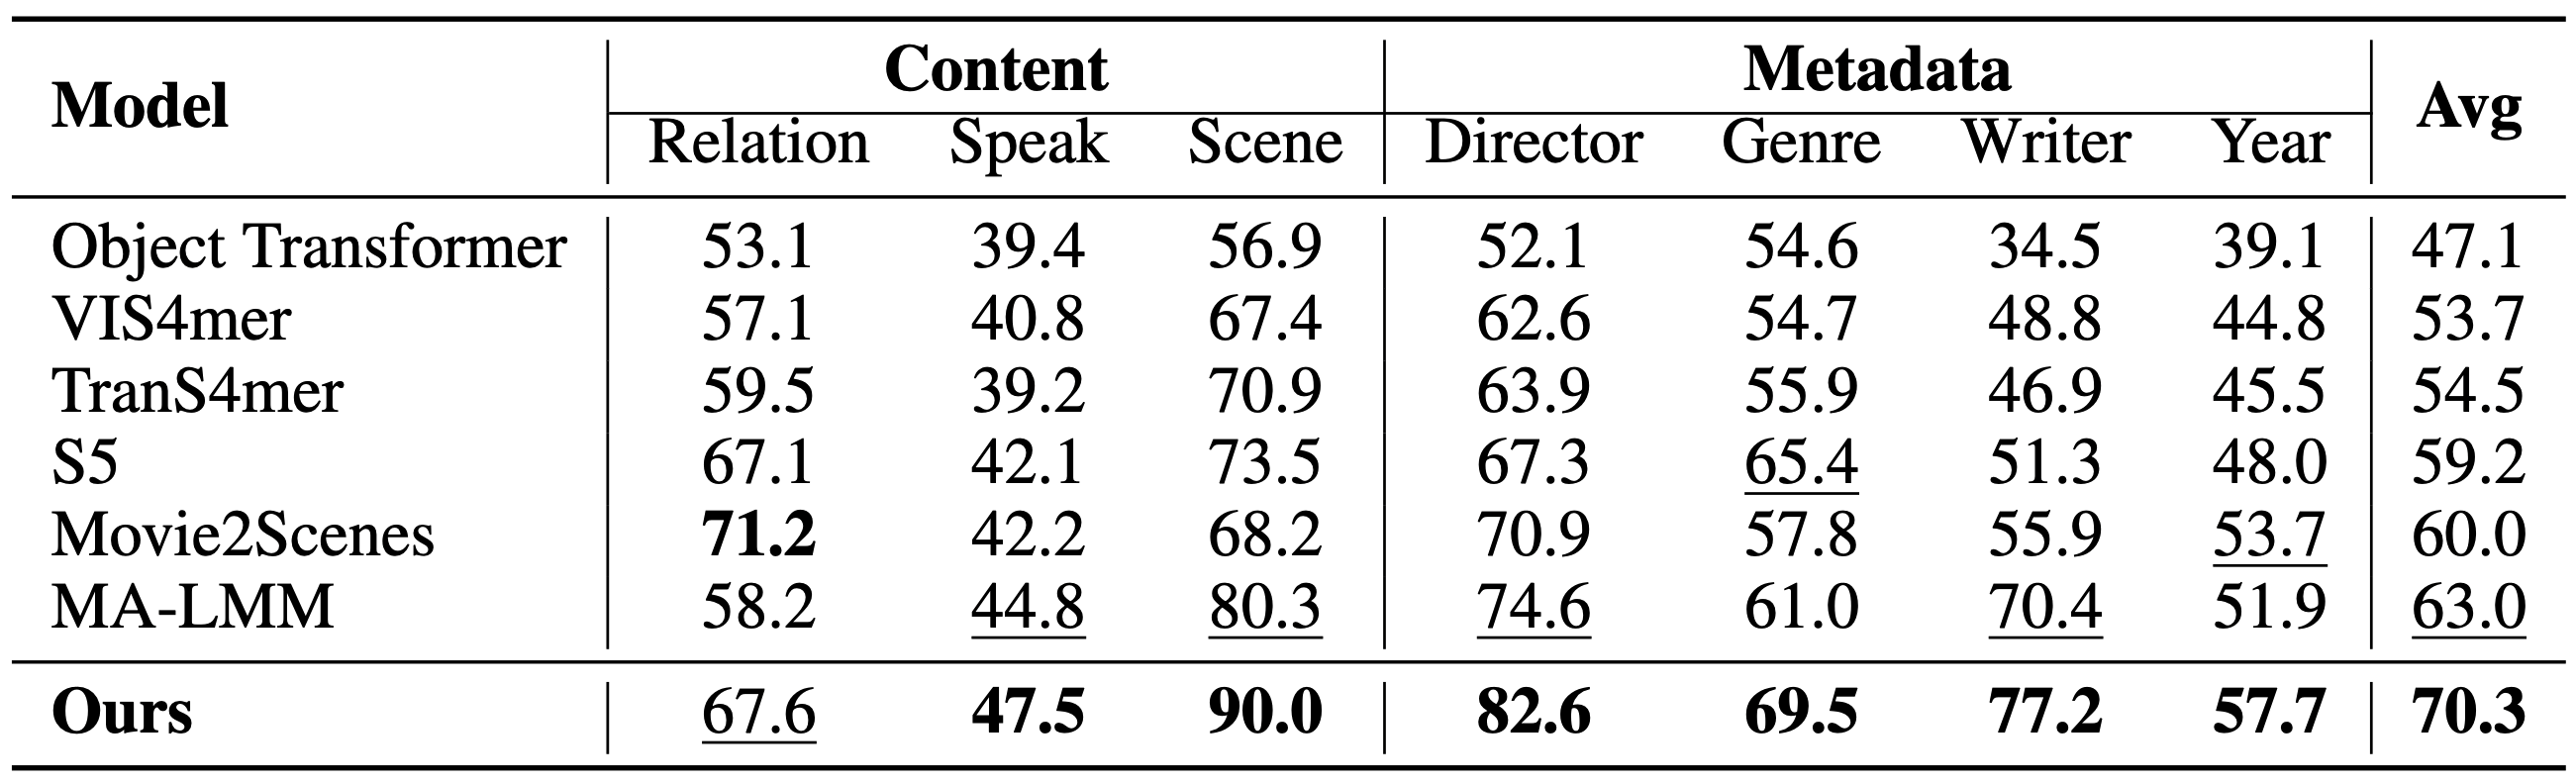 Model Content Metadata Avg
Relation Speak Scene Director Genre Writer Year
Object Transformer 53.1 39.4 56.9 52.1 54.6 34.5 39.1 47.1
VIS4mer 57.1 40.8 67.4 62.6 54.7 48.8 44.8 53.7
TranS4mer 59.5 39.2 70.9 63.9 55.9 46.9 45.5 54.5
S5 67.1 42.1 73.5 67.3 65.4 51.3 48.0 59.2
Movie2Scenes 71.2 42.2 68.2 70.9 57.8 55.9 53.7 60.0
MA-LMM 58.2 44.8 80.3 74.6 61.0 70.4 51.9 63.0
Ours 67.6 47.5 90.0 82.6 69.5 77.2 57.7 70.3